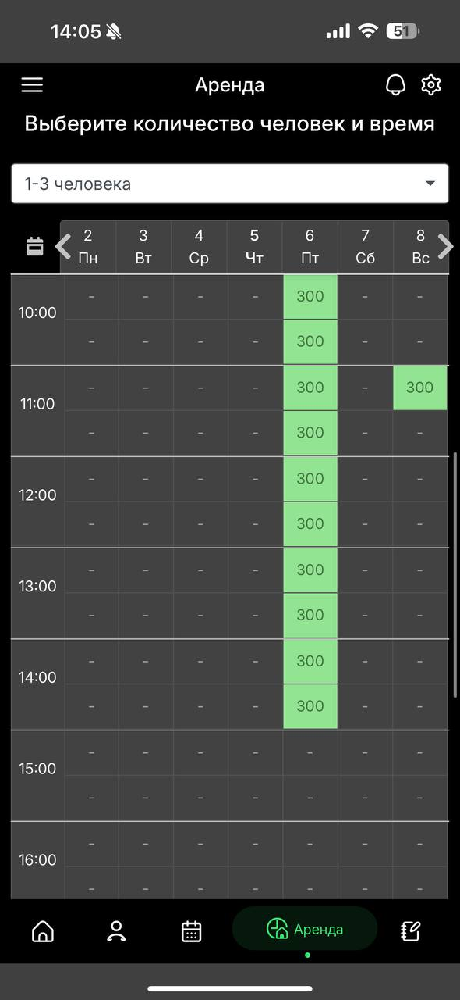 14:05
51
Аренда
Выберите количество человек и время
1-3 человека
2 3 4 5 6 7 8
Пн Вт Ср Чт Пт Сб Вс
10:00
- - - - 300 - -
- - - - 300 - -
11:00
- - - - 300 - 300
- - - - 300 - -
12:00
- - - - 300 - -
- - - - 300 - -
13:00
- - - - 300 - -
- - - - 300 - -
14:00
- - - - 300 - -
- - - - 300 - -
15:00
- - - - - - -
- - - - - - -
16:00
- - - - - - -
- - - - - - -
Аренда